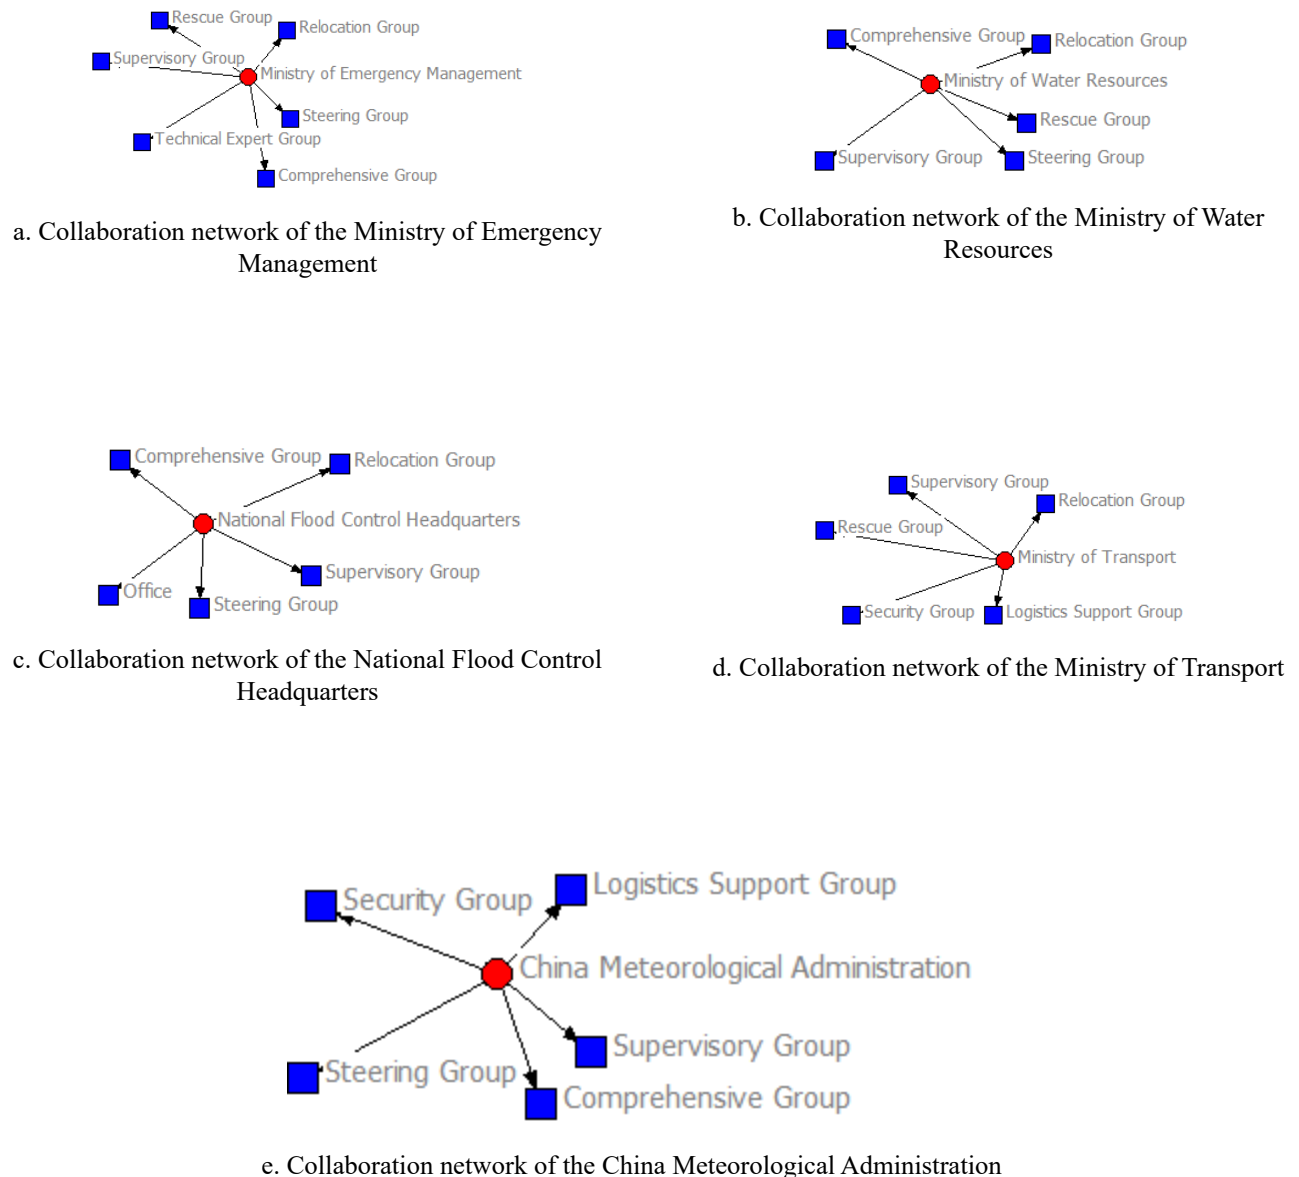 Rescue Group
Relocation Group
Supervisory Group
Ministry of Emergency Management
Steering Group
Technical Expert Group
Comprehensive Group
a. Collaboration network of the Ministry of Emergency
Management
Comprehensive Group
Relocation Group
Ministry of Water Resources
Rescue Group
Supervisory Group
Steering Group
b. Collaboration network of the Ministry of Water
Resources
Comprehensive Group
Relocation Group
National Flood Control Headquarters
Supervisory Group
Office
Steering Group
c. Collaboration network of the National Flood Control
Headquarters
Supervisory Group
Relocation Group
Rescue Group
Ministry of Transport
Security Group
Logistics Support Group
d. Collaboration network of the Ministry of Transport
Security Group
Logistics Support Group
China Meteorological Administration
Supervisory Group
Steering Group
Comprehensive Group
e. Collaboration network of the China Meteorological Administration